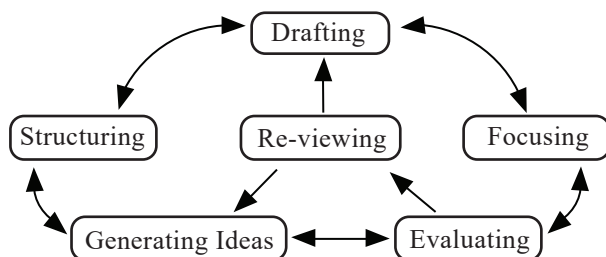 Drafting
Structuring
Re-viewing
Focusing
Generating Ideas
Evaluating